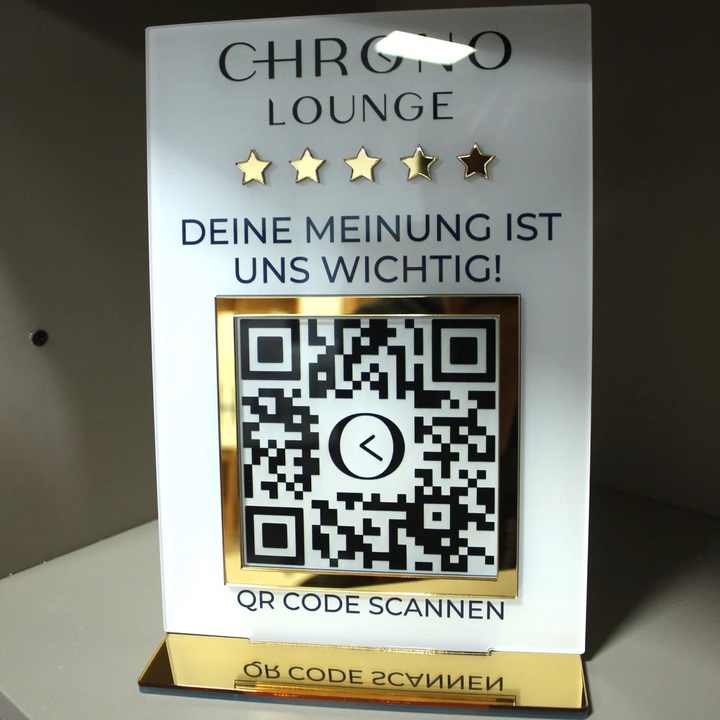 CHRONO
LOUNGE
DEINE MEINUNG IST
UNS WICHTIG!
QR CODE SCANNEN